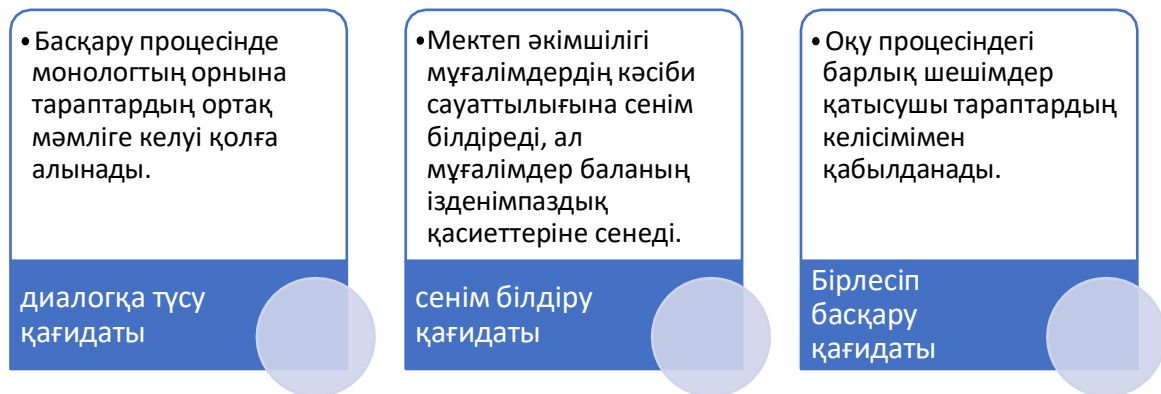 •Басқару процесінде
монологтың орнына
тараптардың ортақ
мәмліге келуі қолға
алынады.
диалогқа түсу
қағидаты
•Мектеп әкімшілігі
мұғалімдердің кәсіби
сауаттылығына сенім
білдіреді, ал
мұғалімдер баланың
ізденімпаздық
қасиеттеріне сенеді.
сенім білдіру
қағидаты
•Оқу процесіндегі
барлық шешімдер
қатысушы тараптардың
келісімімен
қабылданады.
Бірлесіп
басқару
қағидаты